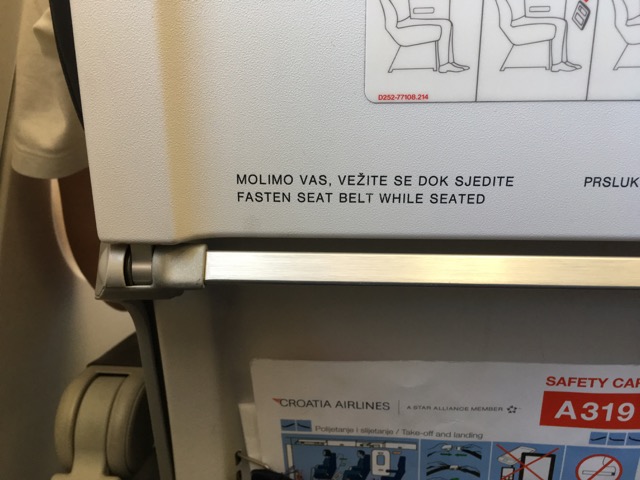 D252-77108.214
MOLIMO VAS, VEŽITE SE DOK SJEDITE
FASTEN SEAT BELT WHILE SEATED
PRSLUK
SAFETY CAR
CROATIA AIRLINES
A STAR ALLIANCE MEMBER
A319
Polijetanje i slijetanje / Take-off and landing